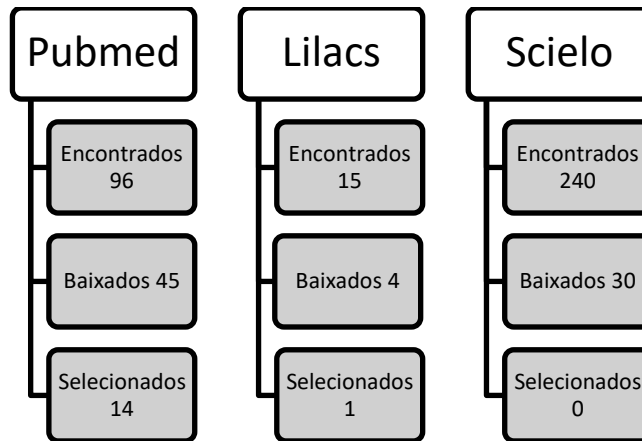 Pubmed
Encontrados
96
Baixados 45
Selecionados
14
Lilacs
Encontrados
15
Baixados 4
Selecionados
1
Scielo
Encontrados
240
Baixados 30
Selecionados
0